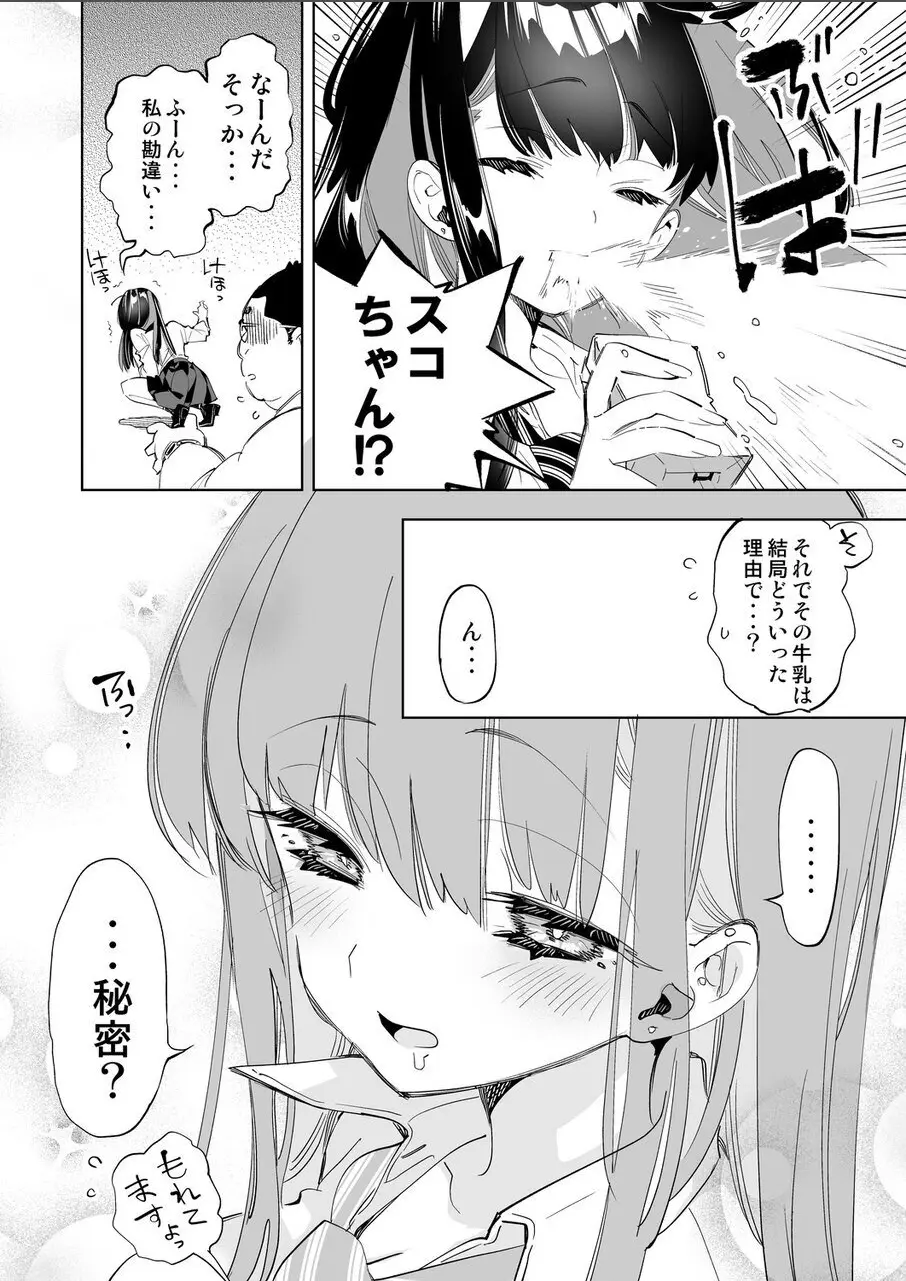 ぶはっ
スコ
ちゃん!?
なーんだ
そっか・・
ふーん・・
私の勘違い・・・
けほっ
けほっ
そ
それでその牛乳は
結局どういった
理由で・・・?
ん・・・
・・・・・・
ふっ・・・
・・・秘密?
もれて
ますよっ